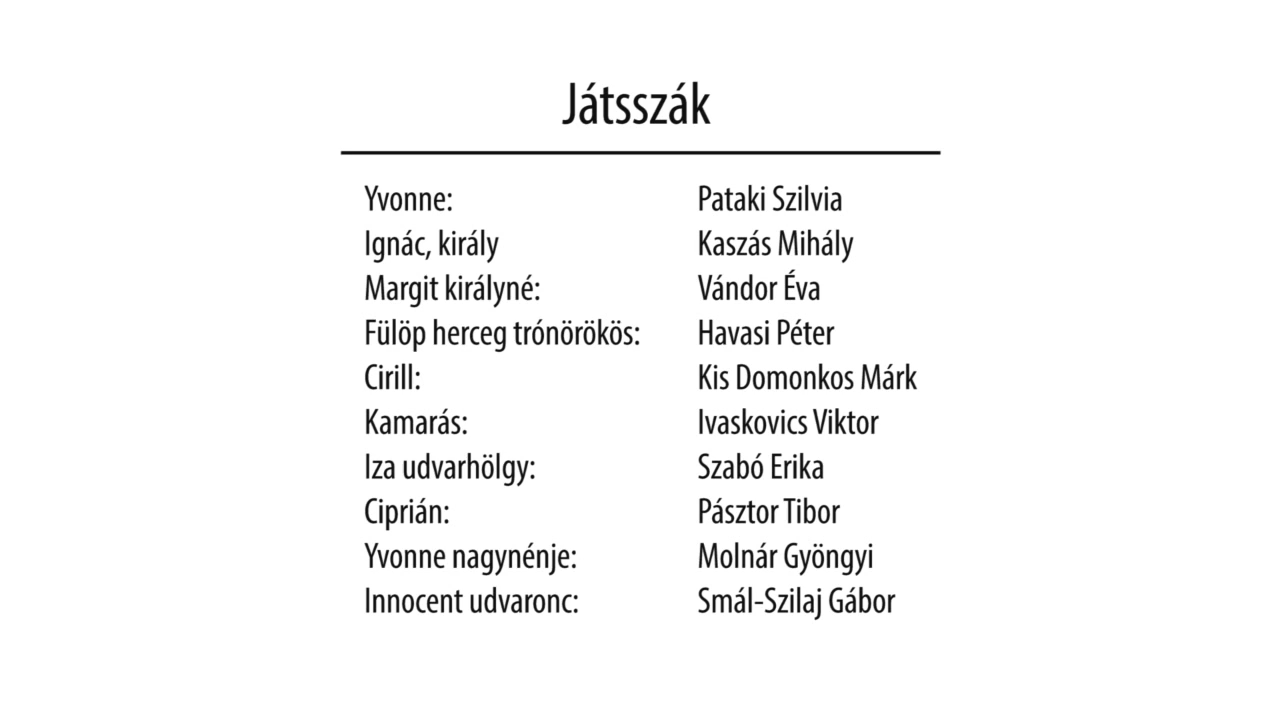 Játsszák
Yvonne: Pataki Szilvia
Ignác, király Kaszás Mihály
Margit királyné: Vándor Éva
Fülöp herceg trónörökös: Havasi Péter
Cirill: Kis Domonkos Márk
Kamarás: Ivaskovics Viktor
Iza udvarhölgy: Szabó Erika
Ciprián: Pásztor Tibor
Yvonne nagynénje: Molnár Gyöngyi
Innocent udvaronc: Smál-Szilaj Gábor